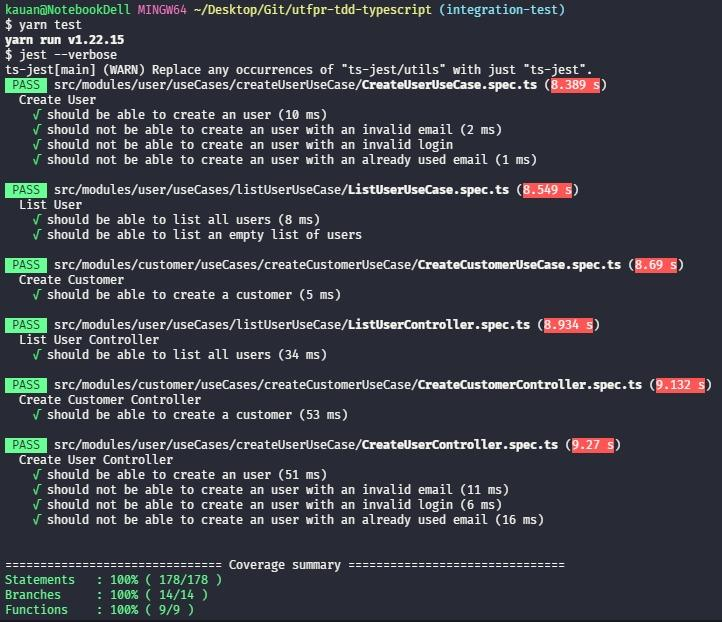 kauan@NotebookDell MINGW64 ~/Desktop/Git/utfpr-tdd-typescript (integration-test)
$ yarn test
yarn run v1.22.15
$ jest --verbose
ts-jest[main] (WARN) Replace any occurrences of "ts-jest/utils" with just "ts-jest".
PASS src/modules/user/useCases/createUserUseCase/CreateUserUseCase.spec.ts (8.389 s)
Create User
√ should be able to create an user (10 ms)
√ should not be able to create an user with an invalid email (2 ms)
√ should not be able to create an user with an invalid login
√ should not be able to create an user with an already used email (1 ms)
PASS src/modules/user/useCases/listUserUseCase/ListUserUseCase.spec.ts (8.549 s)
List User
√ should be able to list all users (8 ms)
√ should be able to list an empty list of users
PASS src/modules/customer/useCases/createCustomerUseCase/CreateCustomerUseCase.spec.ts (8.69 s)
Create Customer
√ should be able to create a customer (5 ms)
PASS src/modules/user/useCases/listUserUseCase/ListUserController.spec.ts (8.934 s)
List User Controller
√ should be able to list all users (34 ms)
PASS src/modules/customer/useCases/createCustomerUseCase/CreateCustomerController.spec.ts (9.132 s)
Create Customer Controller
√ should be able to create a customer (53 ms)
PASS src/modules/user/useCases/createUserUseCase/CreateUserController.spec.ts (9.27 s)
Create User Controller
√ should be able to create an user (51 ms)
√ should not be able to create an user with an invalid email (11 ms)
√ should not be able to create an user with an invalid login (6 ms)
√ should not be able to create an user with an already used email (16 ms)
=============================== Coverage summary ===============================
Statements : 100% ( 178/178 )
Branches : 100% ( 14/14 )
Functions : 100% ( 9/9 )